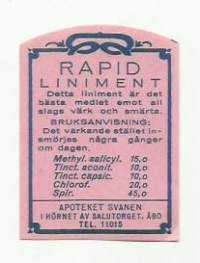 RAPID
LINIMENT
Detta liniment är det
bästa medlet emot all
slags värk och smärta.
BRUKSANVISNING:
Det värkande stället in-
smörjes några gånger
om dagen.
Methyl. salicyl. 15,0
Tinct. aconit. 10,0
Tinct. capsic. 10,0
Chlorof. 20,0
Spir. 45,0
APOTEKET SVANEN
I HÖRNET AV SALUTORGET, ÅBO
TEL. 11015